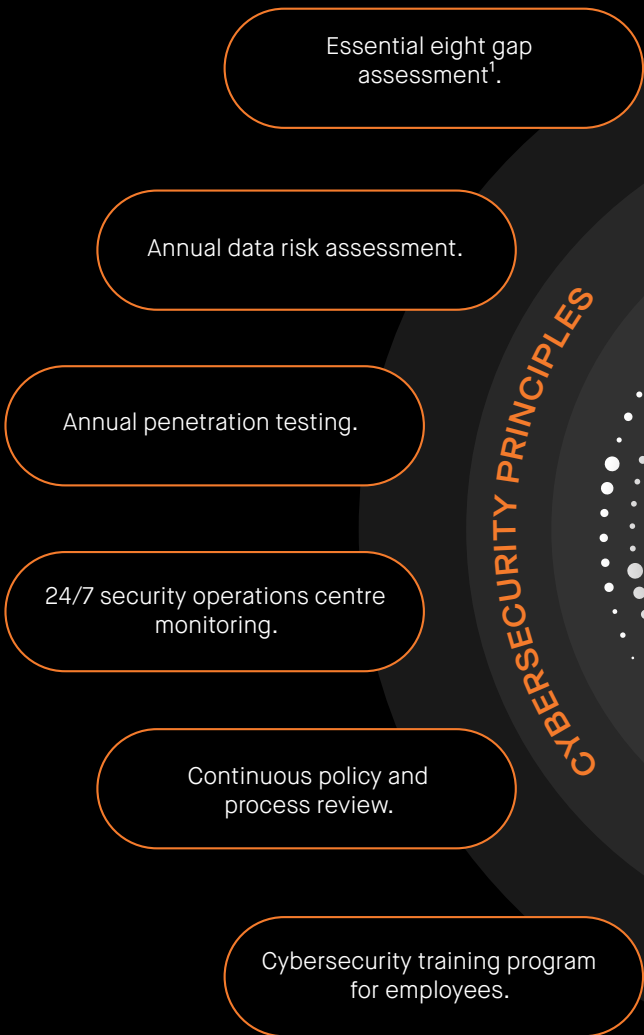 Essential eight gap
assessment¹.
Annual data risk assessment.
CYBERSECURITY PRINCIPLES
Annual penetration testing.
24/7 security operations centre
monitoring.
Continuous policy and
process review.
Cybersecurity training program
for employees.